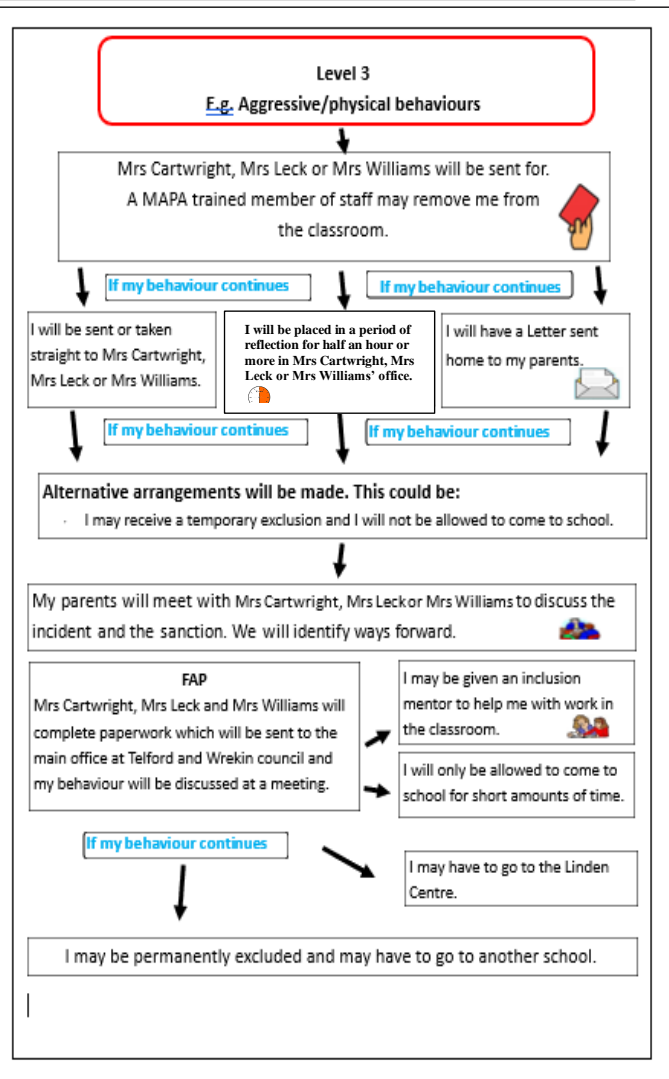 Level 3
E.g. Aggressive/physical behaviours
Mrs Cartwright, Mrs Leck or Mrs Williams will be sent for.
A MAPA trained member of staff may remove me from
the classroom.
If my behaviour continues
If my behaviour continues
I will be sent or taken
straight to Mrs Cartwright,
Mrs Leck or Mrs Williams.
I will be placed in a period of
reflection for half an hour or
more in Mrs Cartwright, Mrs
Leck or Mrs Williams' office.
I will have a Letter sent
home to my parents.
If my behaviour continues
If my behaviour continues
Alternative arrangements will be made. This could be:
· I may receive a temporary exclusion and I will not be allowed to come to school.
My parents will meet with Mrs Cartwright, Mrs Leck or Mrs Williams to discuss the
incident and the sanction. We will identify ways forward.
FAP
Mrs Cartwright, Mrs Leck and Mrs Williams will
complete paperwork which will be sent to the
main office at Telford and Wrekin council and
my behaviour will be discussed at a meeting.
I may be given an inclusion
mentor to help me with work in
the classroom.
I will only be allowed to come to
school for short amounts of time.
If my behaviour continues
I may have to go to the Linden
Centre.
I may be permanently excluded and may have to go to another school.